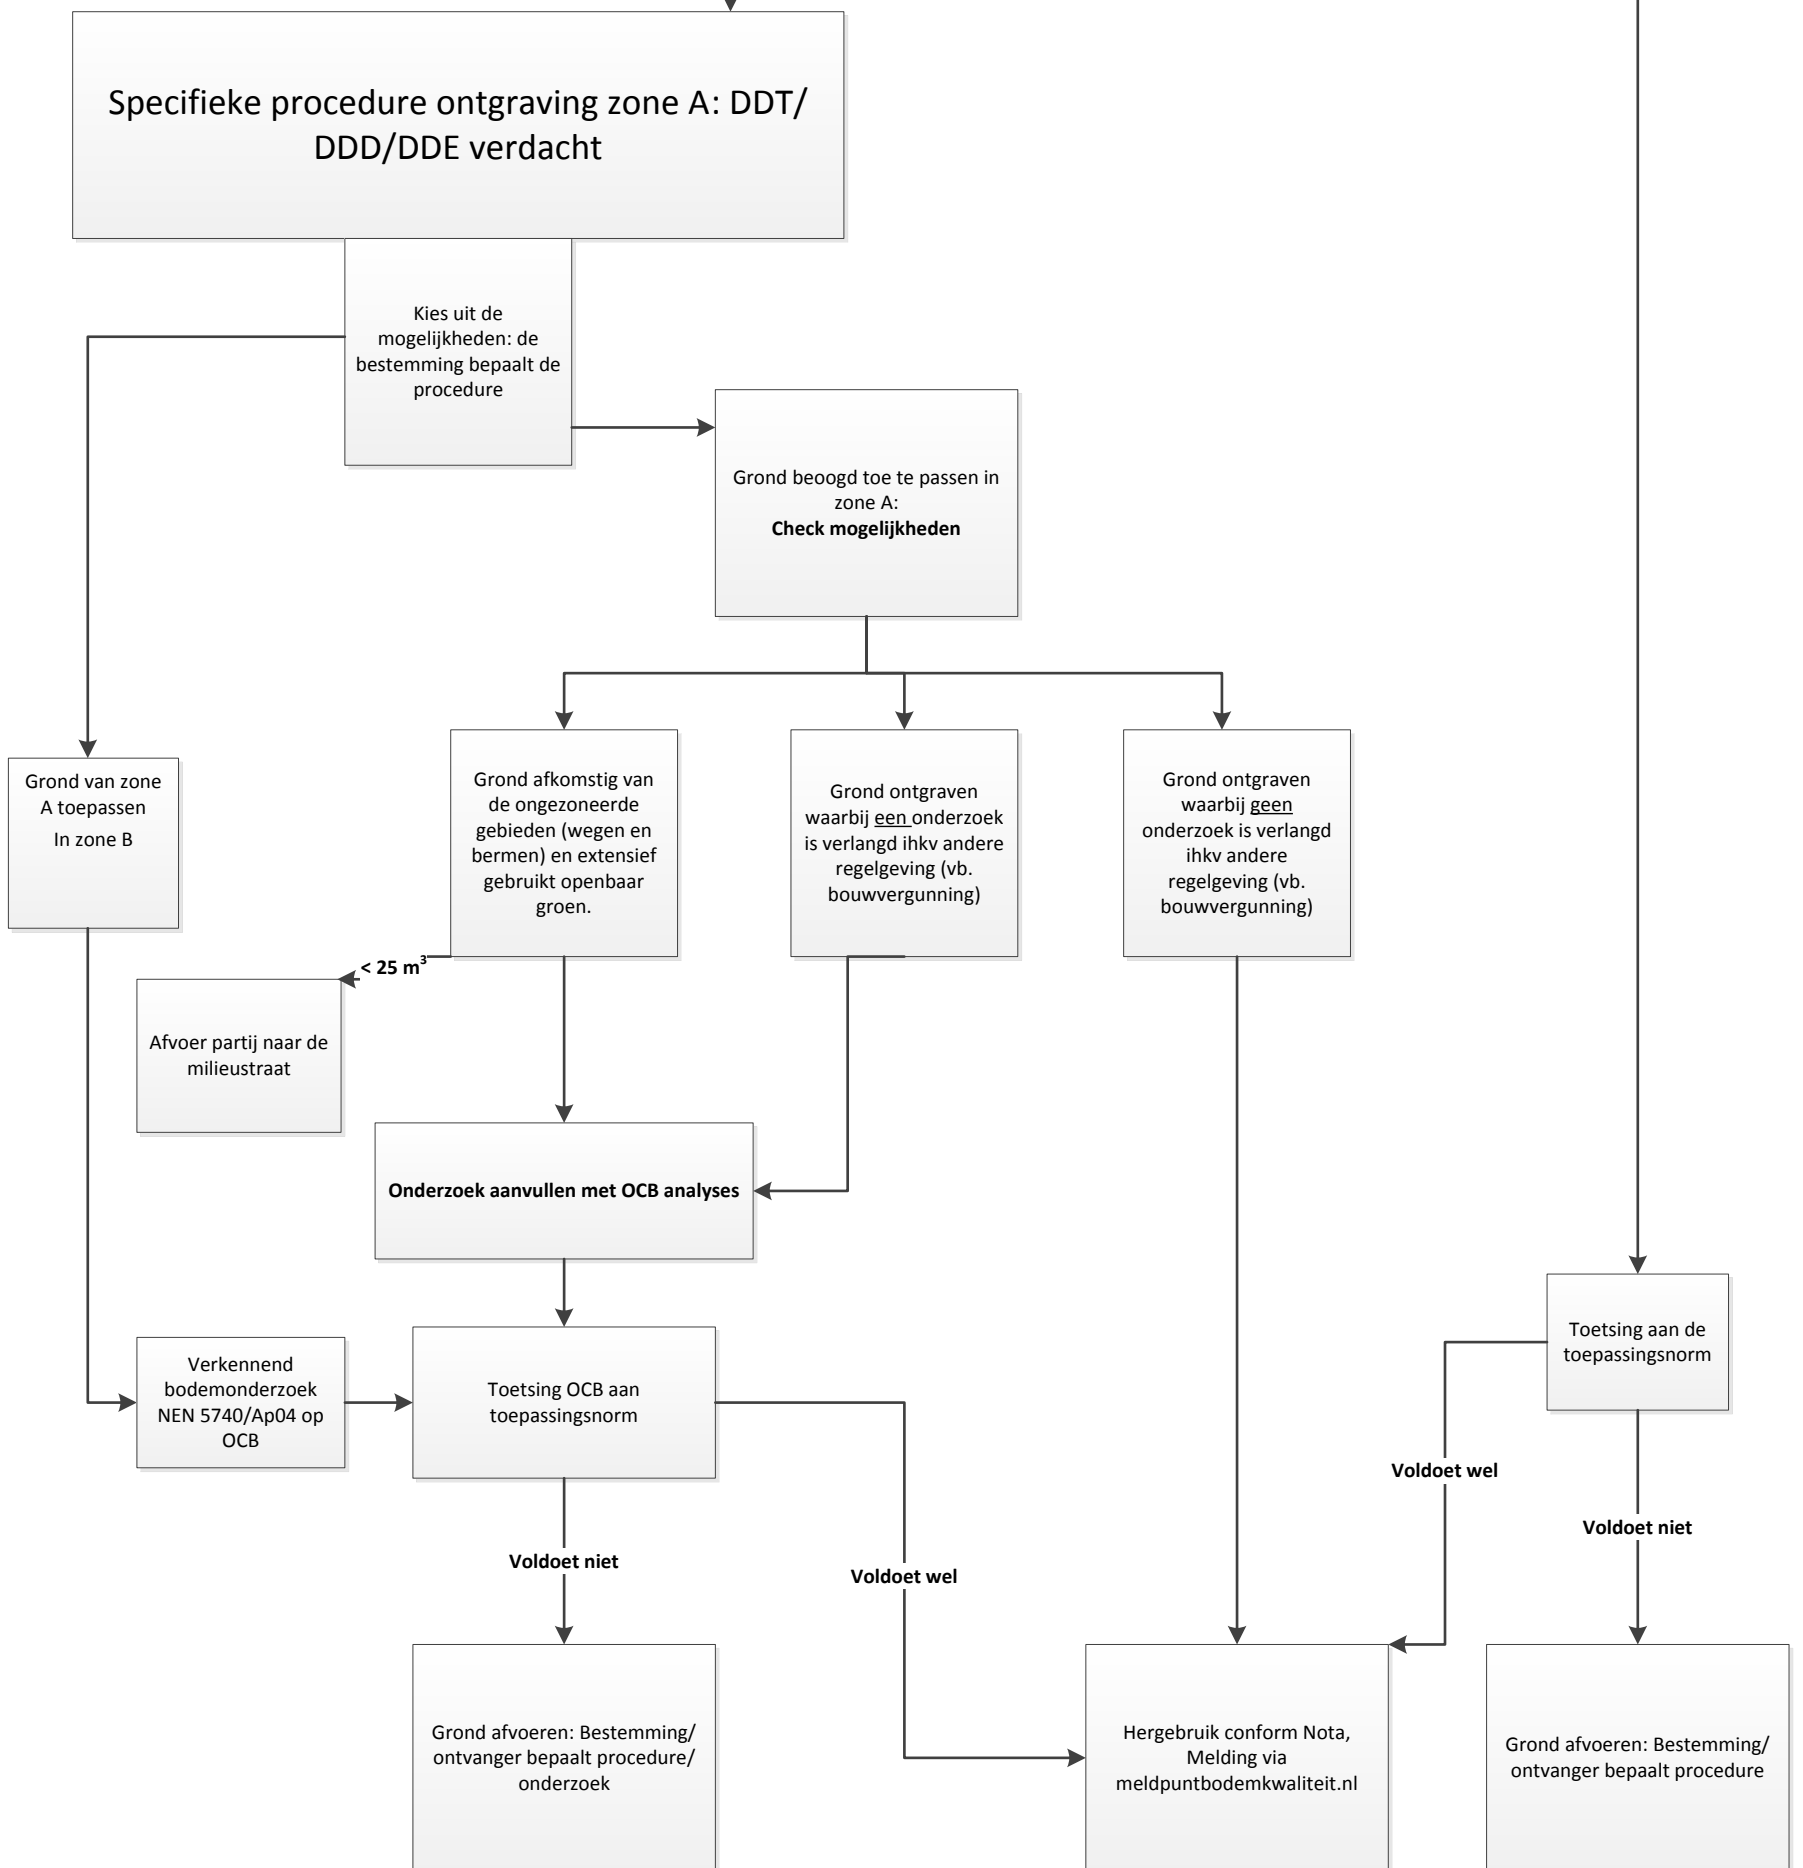 Specifieke procedure ontgraving zone A: DDT/
DDD/DDE verdacht
Kies uit de
mogelijkheden: de
bestemming bepaalt de
procedure
Grond beoogd toe te passen in
zone A:
Check mogelijkheden
Grond van zone
A toepassen
In zone B
Grond afkomstig van
de ongezoneerde
gebieden (wegen en
bermen) en extensief
gebruikt openbaar
groen.
Grond ontgraven
waarbij een onderzoek
is verlangd ihkv andere
regelgeving (vb.
bouwvergunning)
Grond ontgraven
waarbij geen
onderzoek is verlangd
ihkv andere
regelgeving (vb.
bouwvergunning)
< 25 m³
Afvoer partij naar de
milieustraat
Onderzoek aanvullen met OCB analyses
Verkennend
bodemonderzoek
NEN 5740/Ap04 op
OCB
Toetsing OCB aan
toepassingsnorm
Toetsing aan de
toepassingsnorm
Voldoet wel
Voldoet niet
Voldoet niet
Voldoet wel
Grond afvoeren: Bestemming/
ontvanger bepaalt procedure/
onderzoek
Hergebruik conform Nota,
Melding via
meldpuntbodemkwaliteit.nl
Grond afvoeren: Bestemming/
ontvanger bepaalt procedure